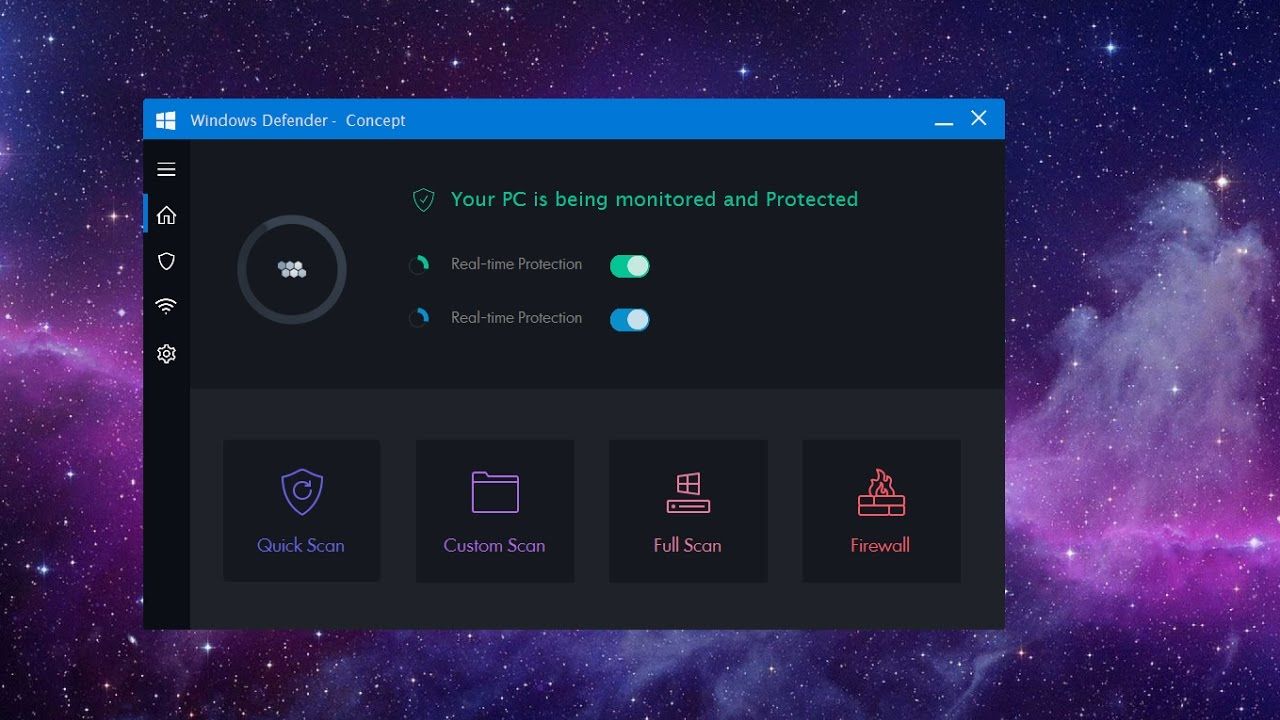 Windows Defender - Concept
Your PC is being monitored and Protected
Real-time Protection
Real-time Protection
Quick Scan
Custom Scan
Full Scan
Firewall